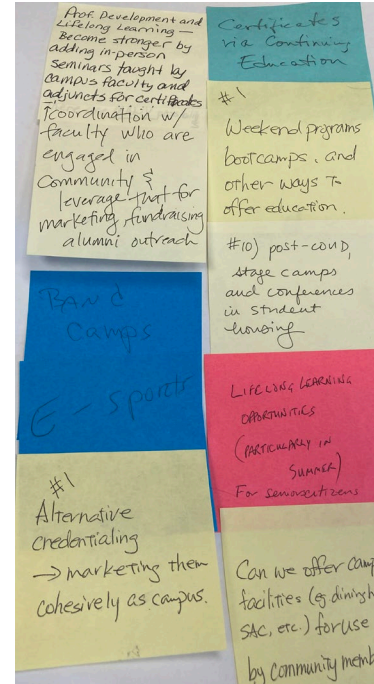 Prof. Development and
Lifelong Learning —
Become stronger by
adding in-person
seminars taught by
campus faculty and
adjuncts for certificates
↑coordination w/
faculty who are
engaged in
Community &
leverage that for
marketing, fundraising
alumni outreach
Certificates
via Continuing
Education
#1
Weekend programs
bootcamps, and
other ways to
offer education.
#10) post-COVID,
stage camps
and conferences
in student
housing
Band
Camps
E-sports
LIFELONG LEARNING
OPPORTUNITIES
(PARTICULARLY IN
SUMMER)
For seniorcitizens
#1
Alternative
credentialing
→ marketing them
cohesively as campus.
Can we offer camp
facilities (eg dining h
SAC, etc.) for use
by community memb